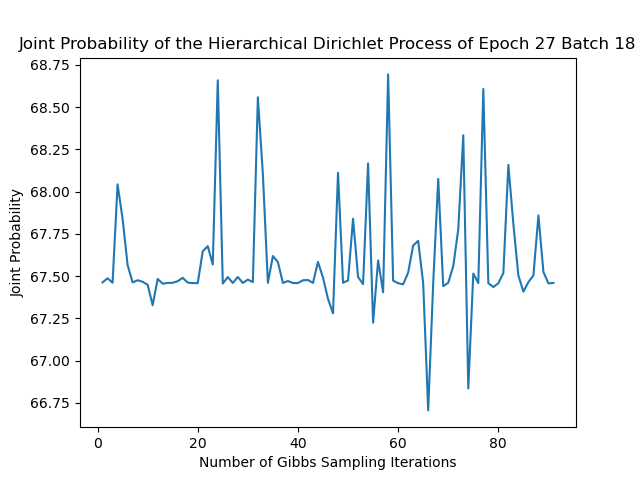 Joint Probability of the Hierarchical Dirichlet Process of Epoch 27 Batch 18
68.75
68.50
68.25
68.00
67.75
67.50
67.25
67.00
66.75
Joint Probability
0 20 40 60 80
Number of Gibbs Sampling Iterations